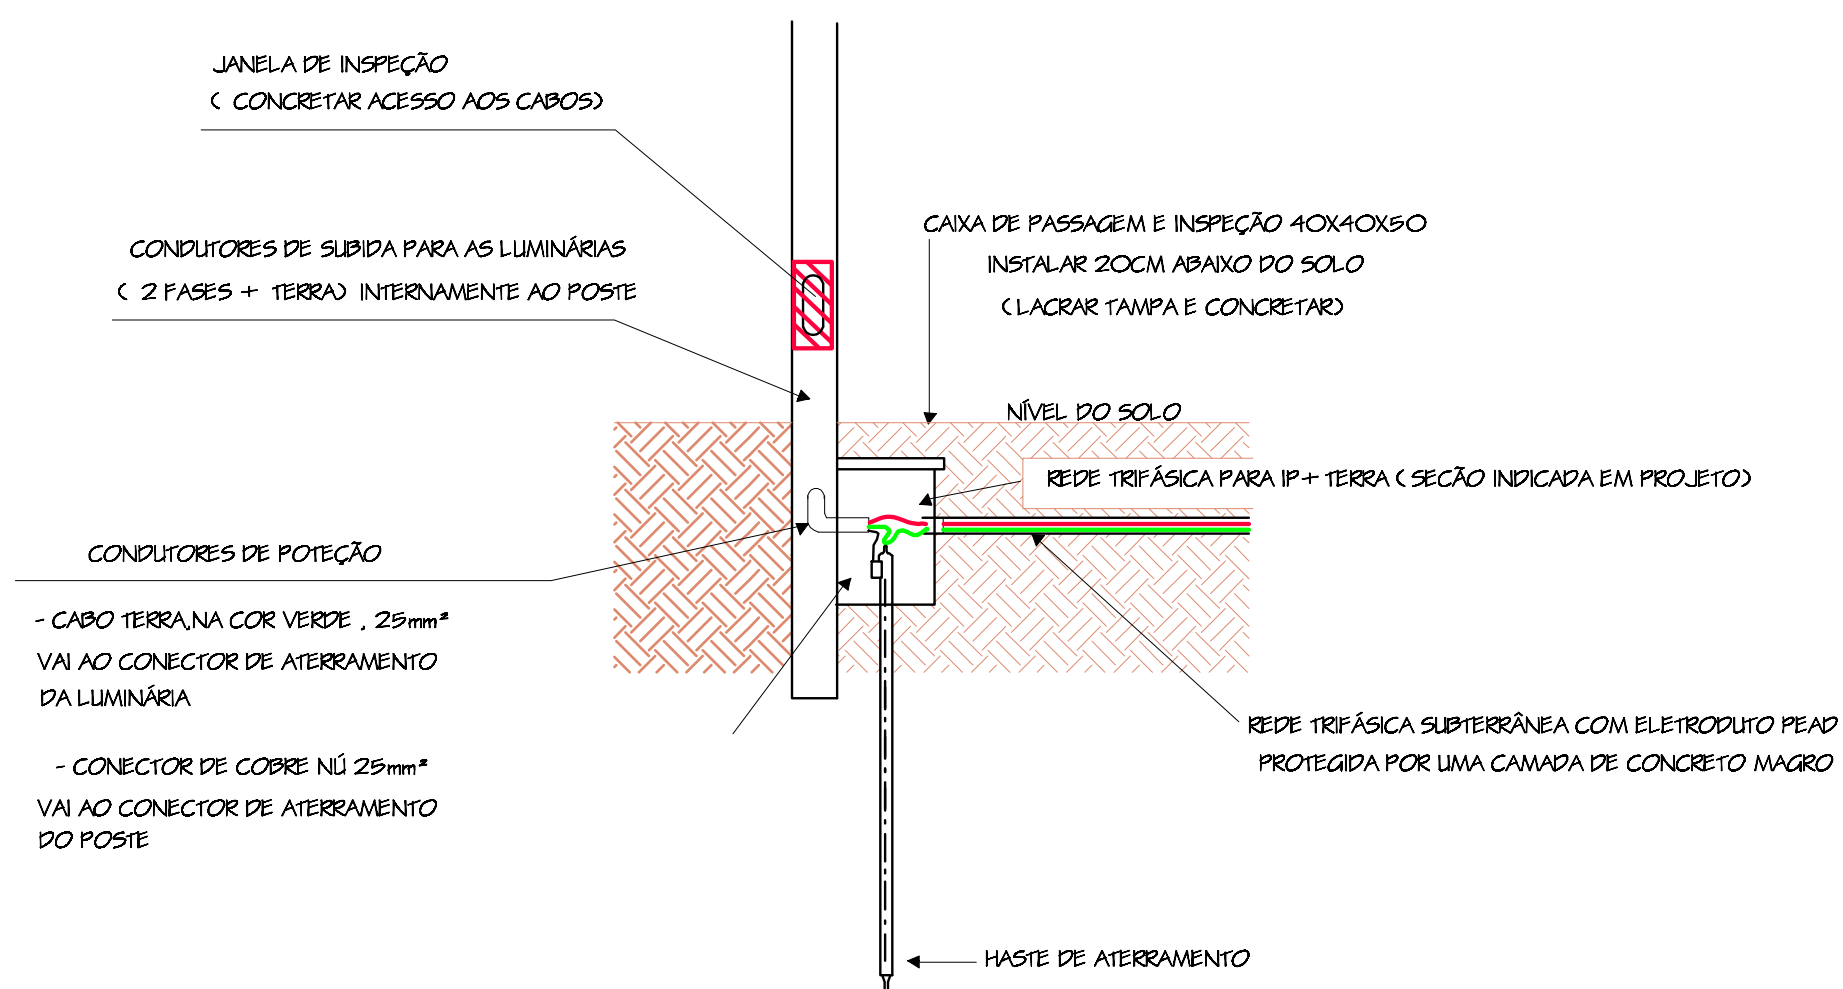 JANELA DE INSPEÇÃO
( CONCRETAR ACESSO AOS CABOS)
CONDUTORES DE SUBIDA PARA AS LUMINÁRIAS
( 2 FASES + TERRA) INTERNAMENTE AO POSTE
CAIXA DE PASSAGEM E INSPEÇÃO 40X40X50
INSTALAR 20CM ABAIXO DO SOLO
(LACRAR TAMPA E CONCRETAR)
NÍVEL DO SOLO
REDE TRIFÁSICA PARA IP+ TERRA ( SECÃO INDICADA EM PROJETO)
CONDUTORES DE POTEÇÃO
- CABO TERRA,NA COR VERDE , 25mm²
VAI AO CONECTOR DE ATERRAMENTO
DA LUMINÁRIA
- CONECTOR DE COBRE NÚ 25mm²
VAI AO CONECTOR DE ATERRAMENTO
DO POSTE
REDE TRIFÁSICA SUBTERRÂNEA COM ELETRODUTO PEAD
PROTEGIDA POR UMA CAMADA DE CONCRETO MAGRO
HASTE DE ATERRAMENTO